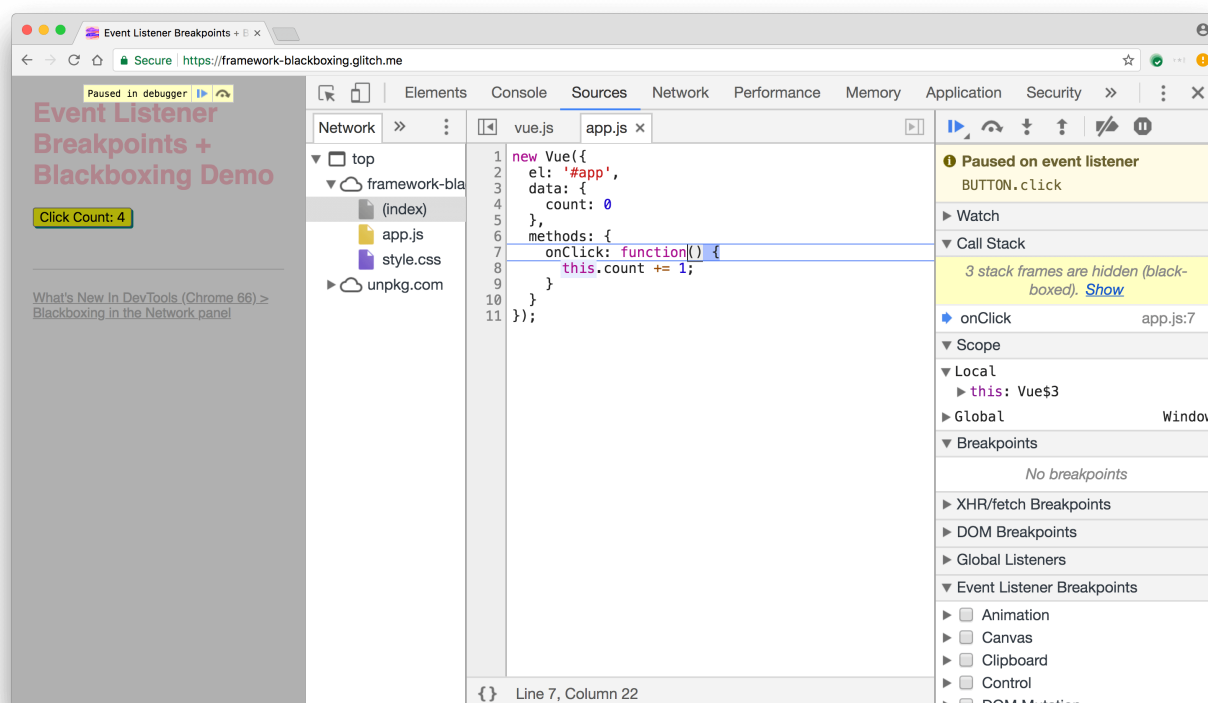 Event Listener Breakpoints + B
Secure https://framework-blackboxing.glitch.me
Paused in debugger
Event Listener
Breakpoints +
Blackboxing Demo
Click Count: 4
What's New In DevTools (Chrome 66) >
Blackboxing in the Network panel
Elements Console Sources Network Performance Memory Application Security »
Network »
top
framework-bla
(index)
app.js
style.css
unpkg.com
vue.js app.js
1 new Vue({
2 el: '#app',
3 data: {
4 count: 0
5 },
6 methods: {
7 onClick: function() {
8 this.count += 1;
9 }
10 }
11 });
{} Line 7, Column 22
Paused on event listener
BUTTON.click
Watch
Call Stack
3 stack frames are hidden (black-
boxed). Show
onClick app.js:7
Scope
Local
this: Vue$3
Global Window
Breakpoints
No breakpoints
XHR/fetch Breakpoints
DOM Breakpoints
Global Listeners
Event Listener Breakpoints
Animation
Canvas
Clipboard
Control
DOM Mutation